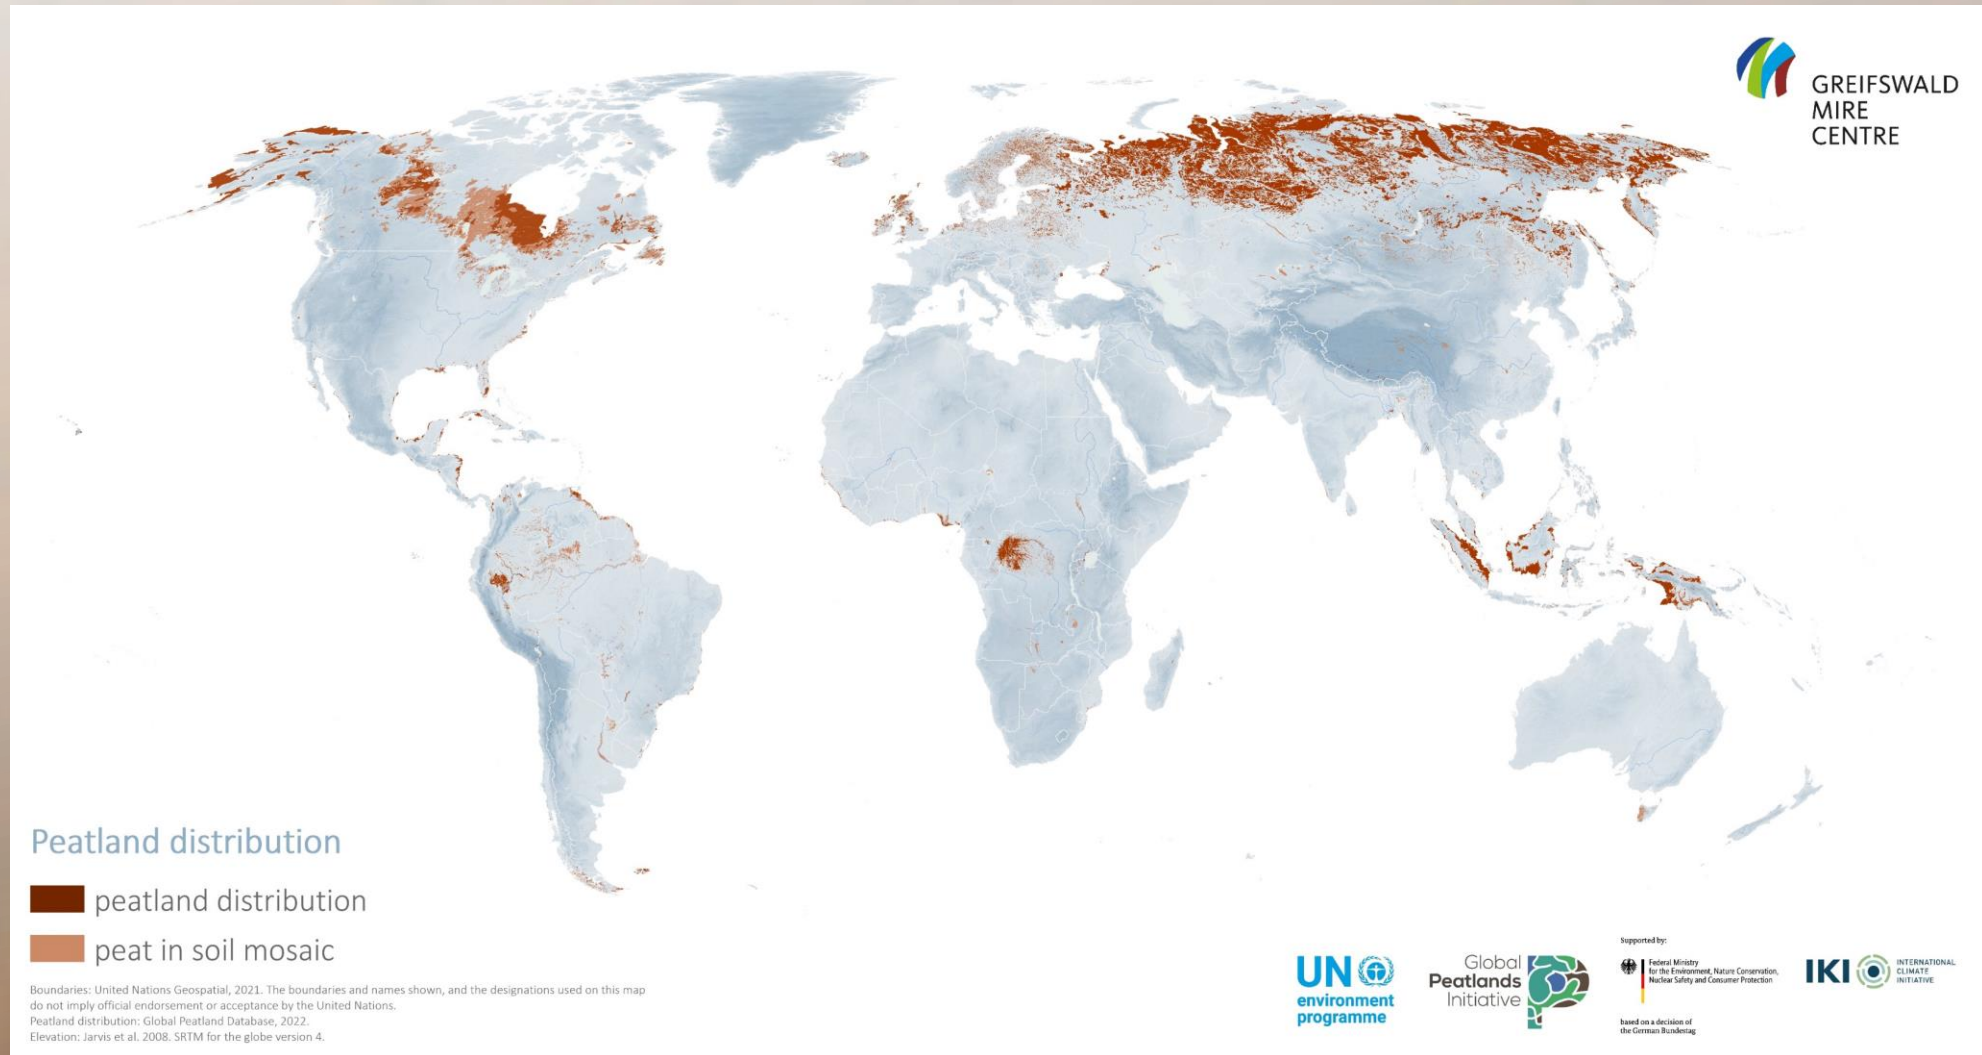 GREIFSWALD
MIRE
CENTRE
Peatland distribution
peatland distribution
peat in soil mosaic
Boundaries: United Nations Geospatial, 2021. The boundaries and names shown, and the designations used on this map
do not imply official endorsement or acceptance by the United Nations.
Peatland distribution: Global Peatland Database, 2022.
Elevation: Jarvis et al. 2008. SRTM for the globe version 4.
UN
environment
programme
Global
Peatlands
Initiative
Supported by:
Federal Ministry
for the Environment, Nature Conservation,
Nuclear Safety and Consumer Protection
based on a decision of
the German Bundestag
IKI
INTERNATIONAL
CLIMATE
INITIATIVE